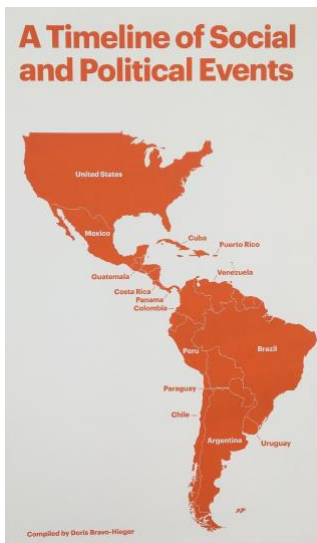 A Timeline of Social
and Political Events
United States
Mexico
Cuba
Puerto Rico
Guatemala
Venezuela
Costa Rica
Panama
Colombia
Peru
Brazil
Paraguay
Chile
Argentina
Uruguay
Compiled by Doris Bravo-Hieger